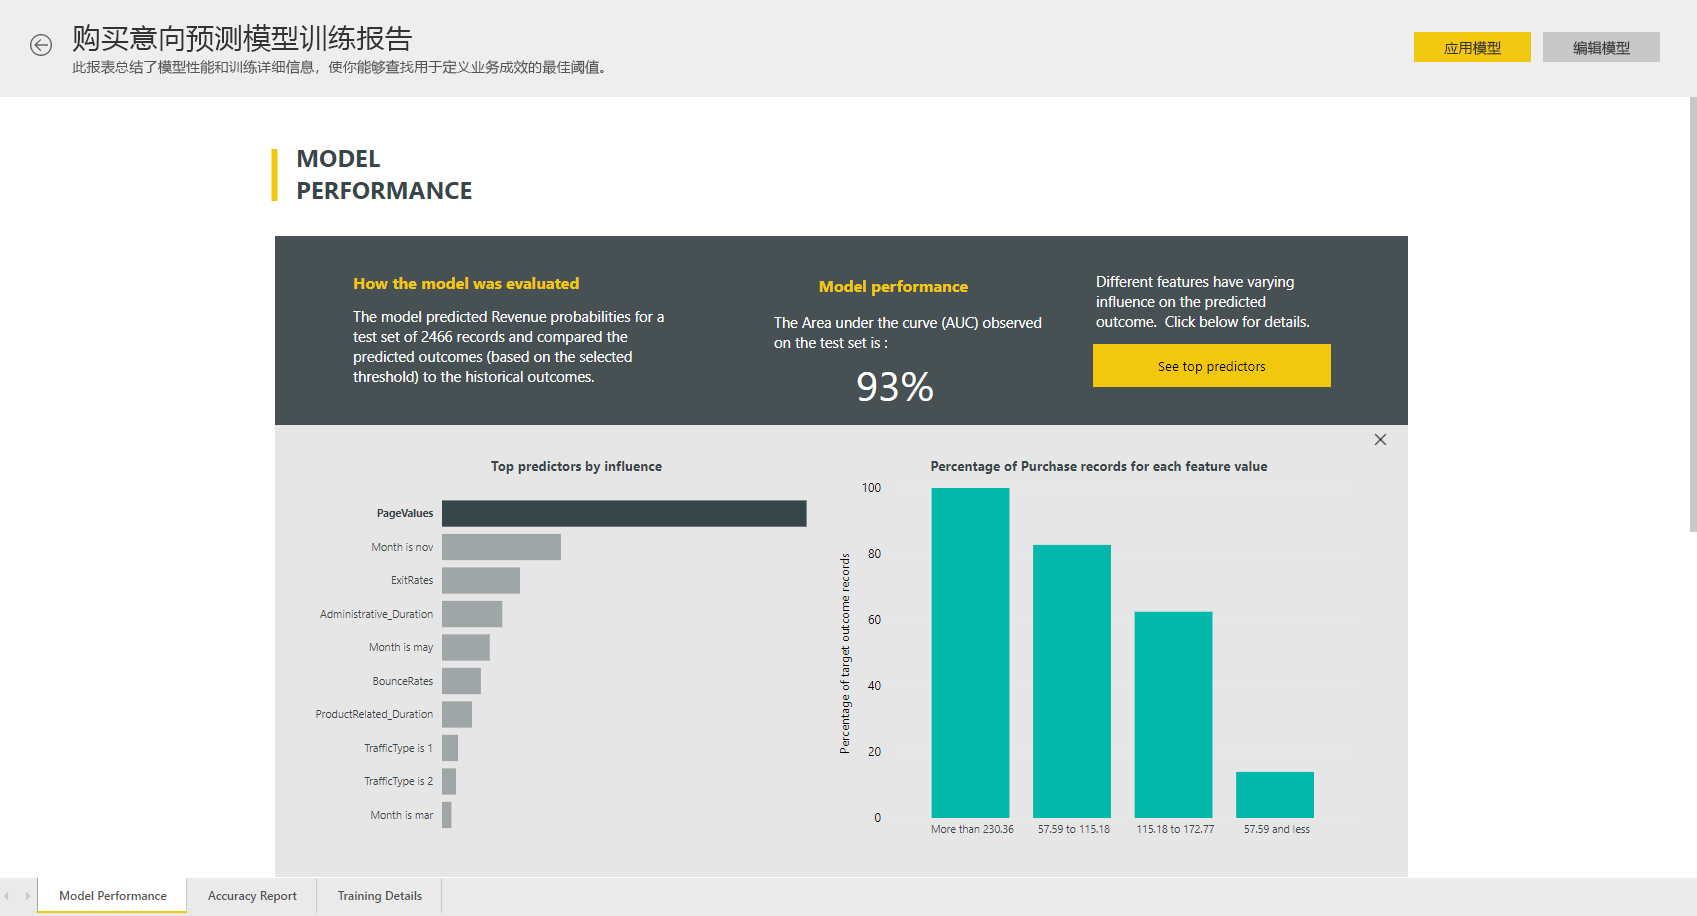 购买意向预测模型训练报告
此报表总结了模型性能和训练详细信息，使你能够查找用于定义业务成效的最佳阈值。
应用模型
编辑模型
MODEL
PERFORMANCE
How the model was evaluated
The model predicted Revenue probabilities for a
test set of 2466 records and compared the
predicted outcomes (based on the selected
threshold) to the historical outcomes.
Model performance
The Area under the curve (AUC) observed
on the test set is :
93%
Different features have varying
influence on the predicted
outcome.  Click below for details.
See top predictors
Top predictors by influence
PageValues
Month is nov
ExitRates
Administrative_Duration
Month is may
BounceRates
ProductRelated_Duration
TrafficType is 1
TrafficType is 2
Month is mar
Percentage of Purchase records for each feature value
Percentage of target outcome records
100
80
60
40
20
0
More than 230.36
57.59 to 115.18
115.18 to 172.77
57.59 and less
Model Performance
Accuracy Report
Training Details